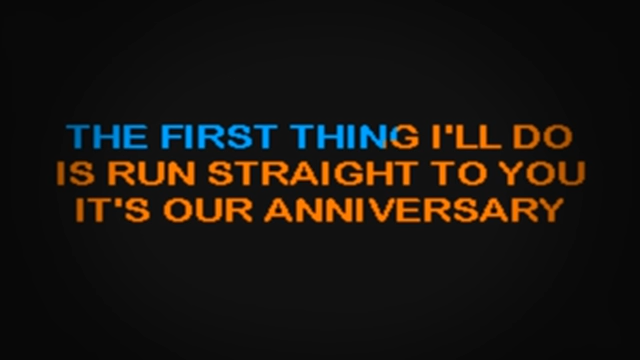 THE FIRST THING I'LL DO
IS RUN STRAIGHT TO YOU
IT'S OUR ANNIVERSARY